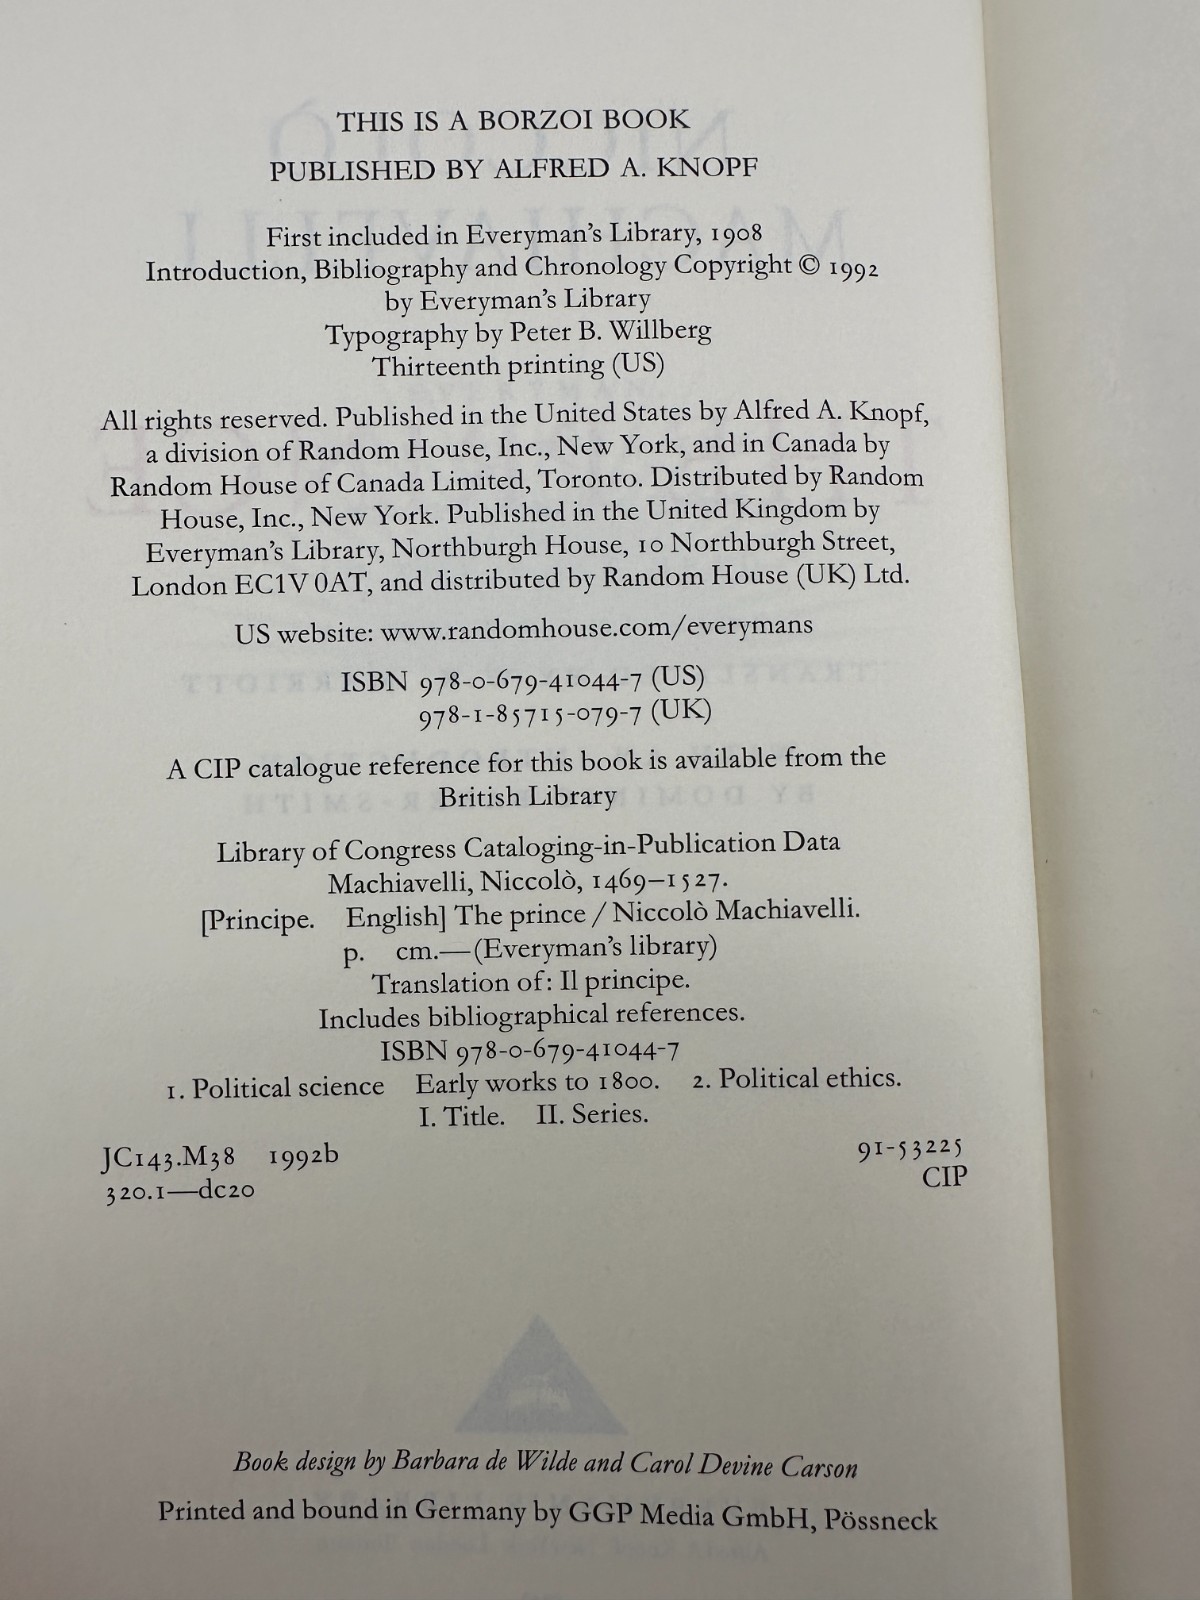 THIS IS A BORZOI BOOK
PUBLISHED BY ALFRED A. KNOPF
First included in Everyman's Library, 1908
Introduction, Bibliography and Chronology Copyright © 1992
by Everyman's Library
Typography by Peter B. Willberg
Thirteenth printing (US)
All rights reserved. Published in the United States by Alfred A. Knopf,
a division of Random House, Inc., New York, and in Canada by
Random House of Canada Limited, Toronto. Distributed by Random
House, Inc., New York. Published in the United Kingdom by
Everyman's Library, Northburgh House, 10 Northburgh Street,
London EC1V 0AT, and distributed by Random House (UK) Ltd.
US website: www.randomhouse.com/everymans
ISBN 978-0-679-41044-7 (US)
978-1-85715-079-7 (UK)
A CIP catalogue reference for this book is available from the
British Library
Library of Congress Cataloging-in-Publication Data
Machiavelli, Niccolò, 1469–1527.
[Principe. English] The prince / Niccolò Machiavelli.
p. cm.—(Everyman's library)
Translation of: Il principe.
Includes bibliographical references.
ISBN 978-0-679-41044-7
1. Political science Early works to 1800. 2. Political ethics.
I. Title. II. Series.
JC143.M38 1992b 91-53225
320.1—dc20 CIP
Book design by Barbara de Wilde and Carol Devine Carson
Printed and bound in Germany by GGP Media GmbH, Pössneck